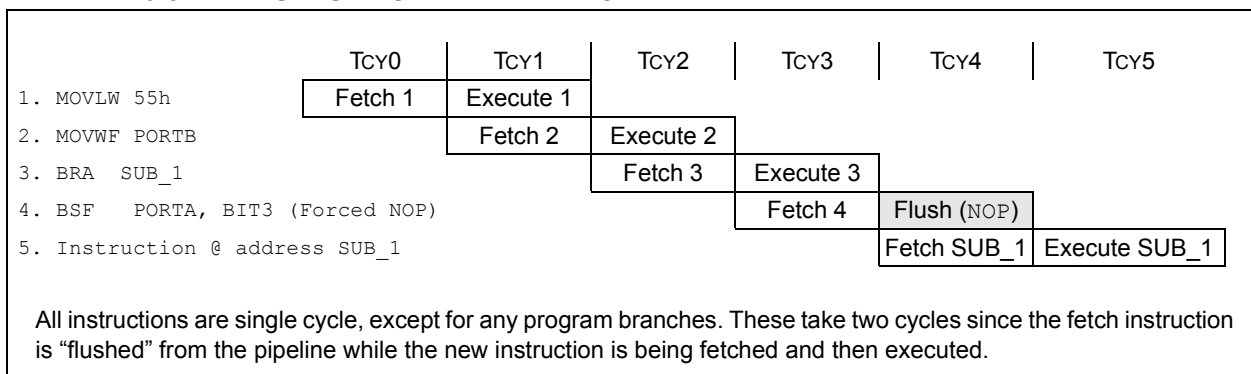 TCY0 TCY1 TCY2 TCY3 TCY4 TCY5
1. MOVLW 55h Fetch 1 Execute 1
2. MOVWF PORTB Fetch 2 Execute 2
3. BRA SUB_1 Fetch 3 Execute 3
4. BSF PORTA, BIT3 (Forced NOP) Fetch 4 Flush (NOP)
5. Instruction @ address SUB_1 Fetch SUB_1 Execute SUB_1
All instructions are single cycle, except for any program branches. These take two cycles since the fetch instruction
is “flushed” from the pipeline while the new instruction is being fetched and then executed.